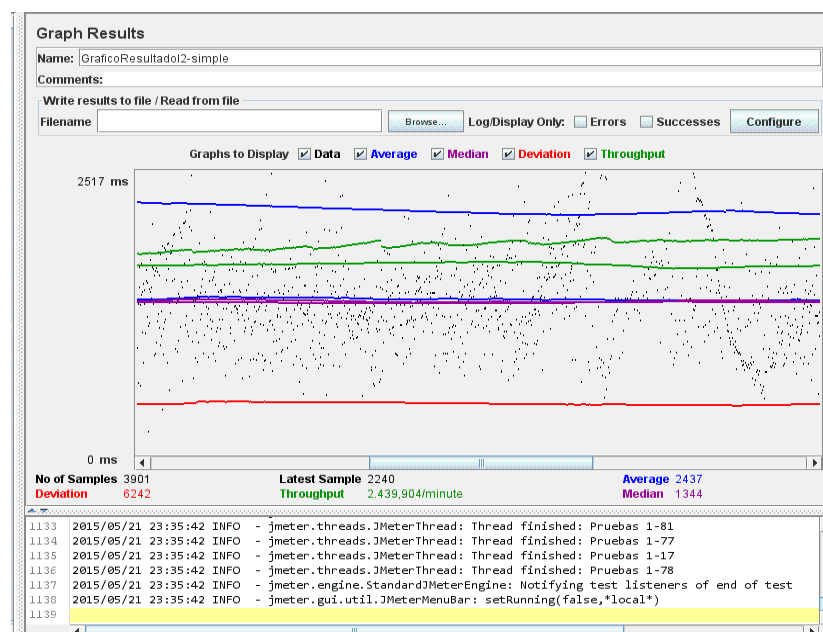 Graph Results
Name: GraficoResultadol2-simple
Comments:
Write results to file / Read from file
Filename Browse... Log/Display Only: Errors Successes Configure
Graphs to Display Data Average Median Deviation Throughput
2517 ms
0 ms
No of Samples 3901 Latest Sample 2240 Average 2437
Deviation 6242 Throughput 2.439,904/minute Median 1344
1133 2015/05/21 23:35:42 INFO - jmeter.threads.JMeterThread: Thread finished: Pruebas 1-81
1134 2015/05/21 23:35:42 INFO - jmeter.threads.JMeterThread: Thread finished: Pruebas 1-77
1135 2015/05/21 23:35:42 INFO - jmeter.threads.JMeterThread: Thread finished: Pruebas 1-17
1136 2015/05/21 23:35:42 INFO - jmeter.threads.JMeterThread: Thread finished: Pruebas 1-78
1137 2015/05/21 23:35:42 INFO - jmeter.engine.StandardJMeterEngine: Notifying test listeners of end of test
1138 2015/05/21 23:35:42 INFO - jmeter.gui.util.JMeterMenuBar: setRunning(false,*local*)
1139